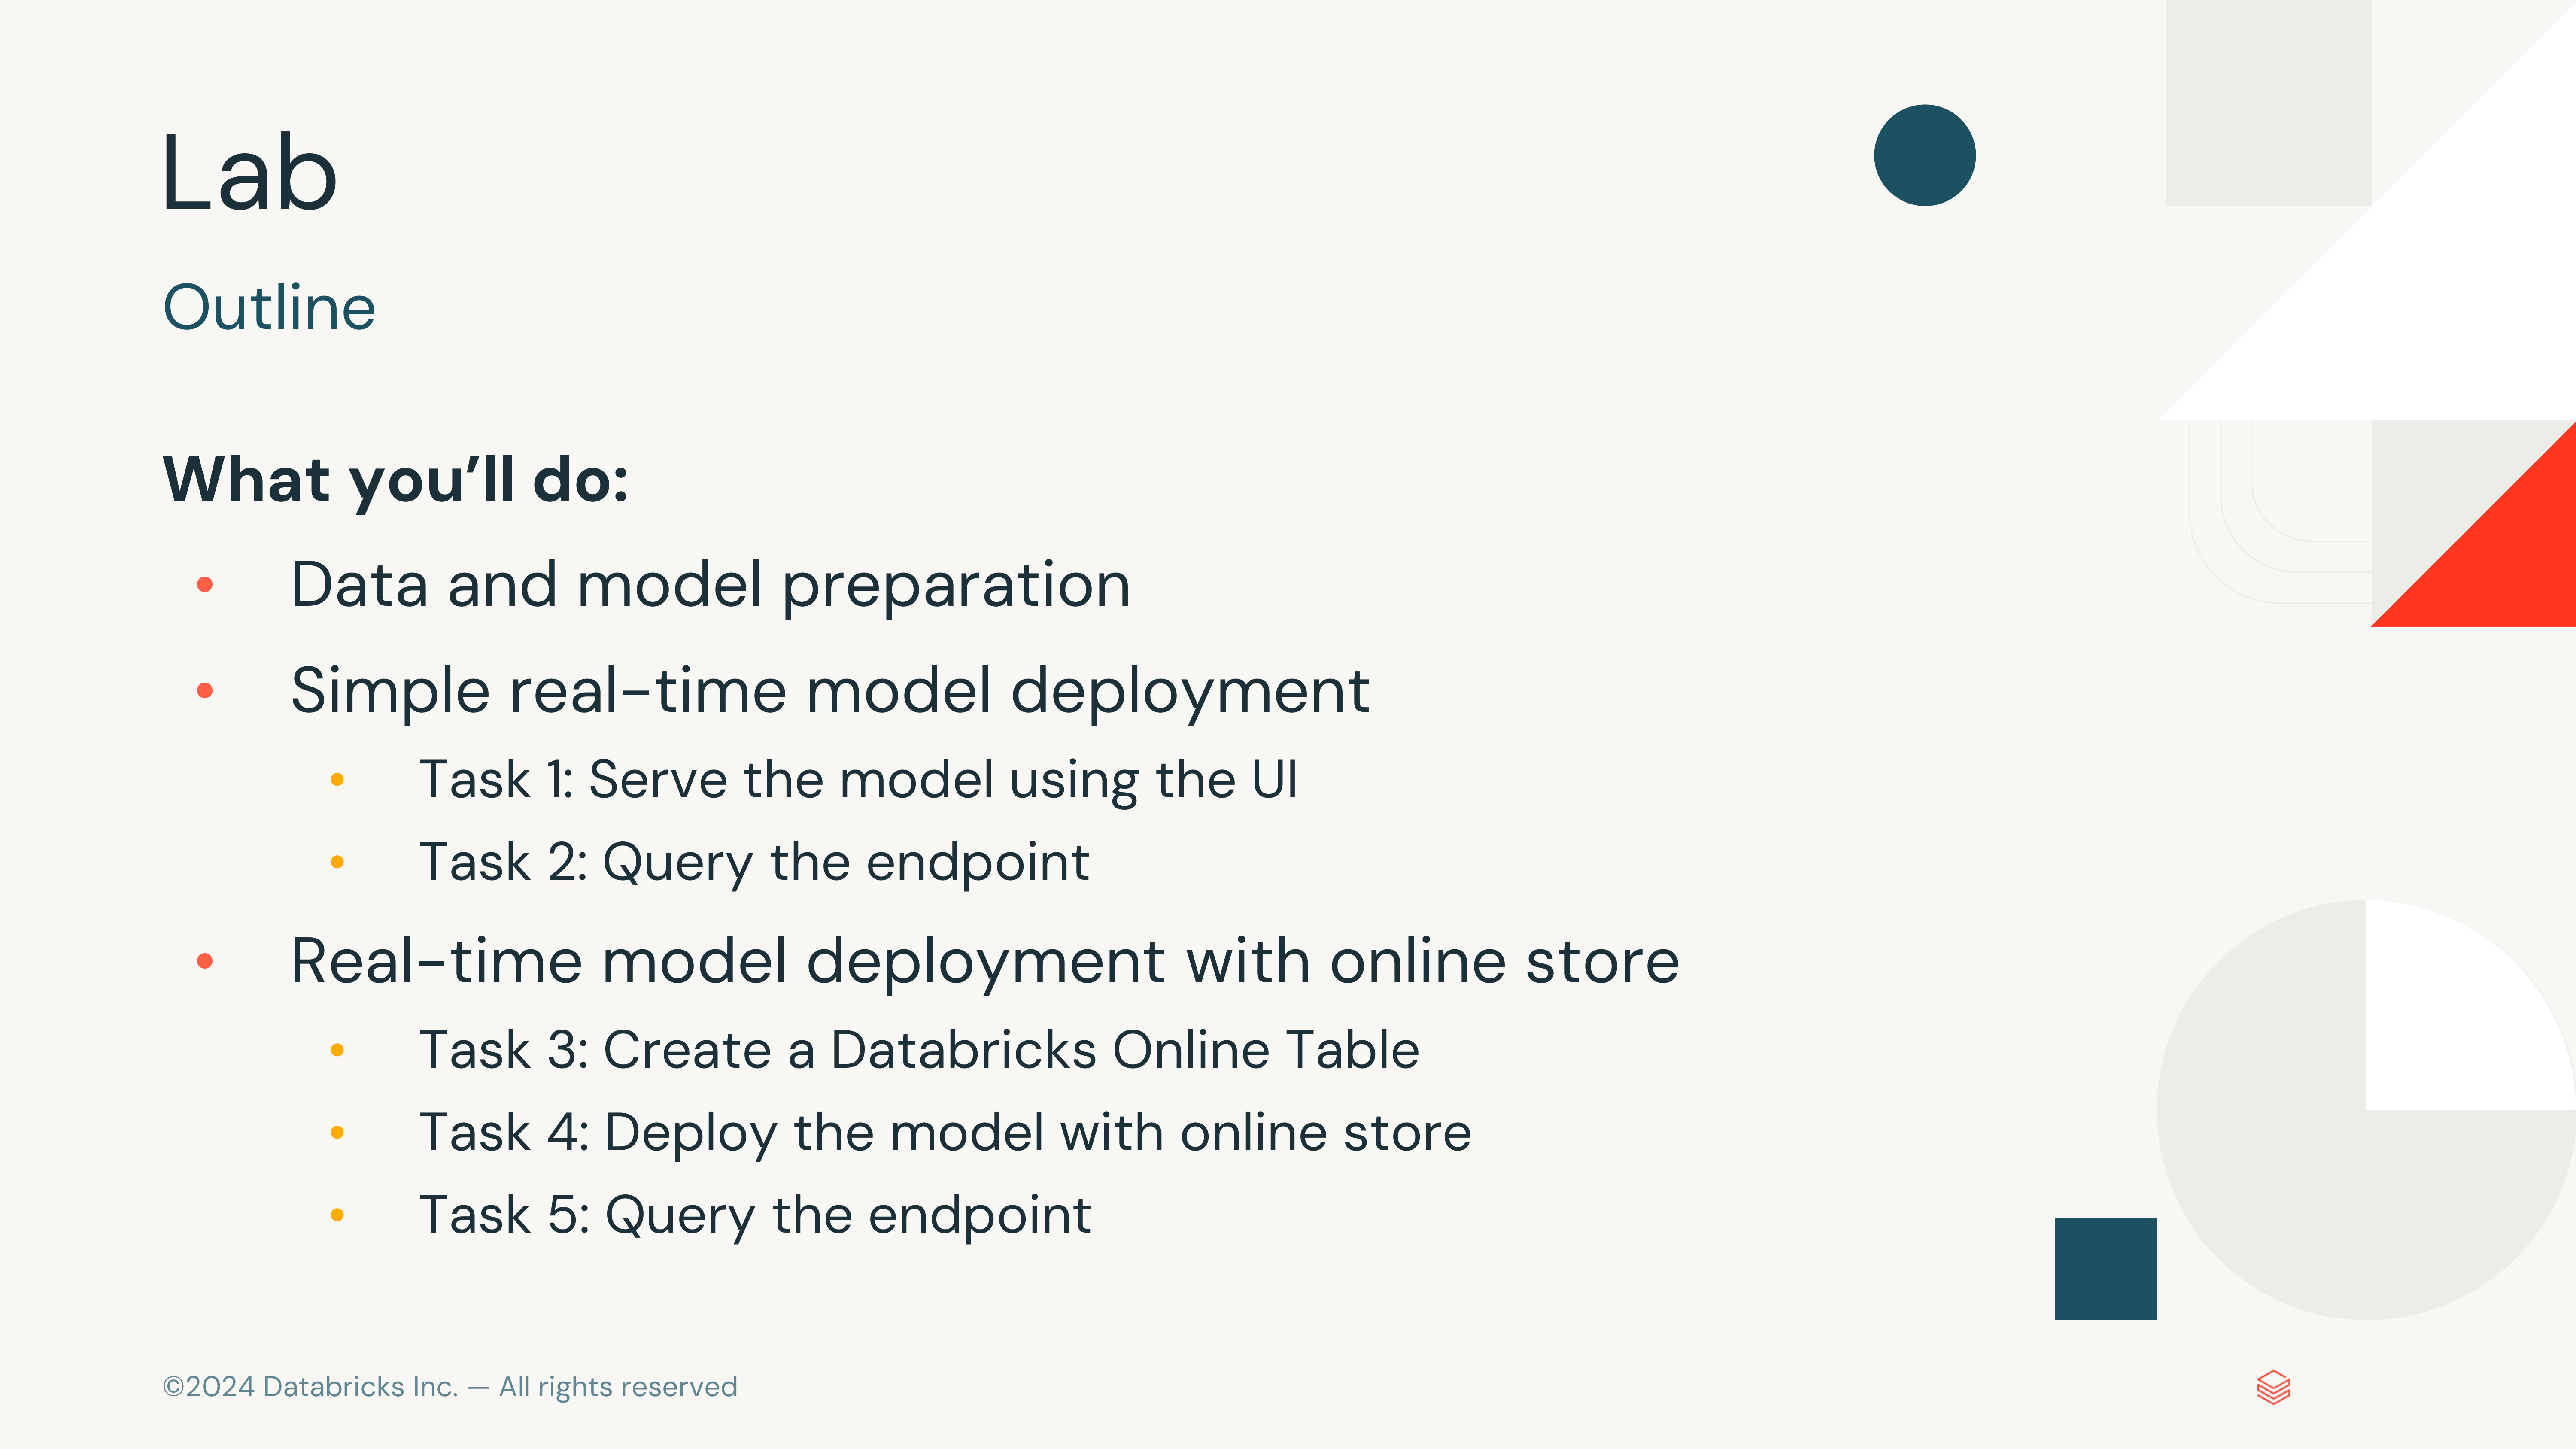 Lab
Outline
What you’ll do:
• Data and model preparation
• Simple real-time model deployment
• Task 1: Serve the model using the UI
• Task 2: Query the endpoint
• Real-time model deployment with online store
• Task 3: Create a Databricks Online Table
• Task 4: Deploy the model with online store
• Task 5: Query the endpoint
©2024 Databricks Inc. — All rights reserved